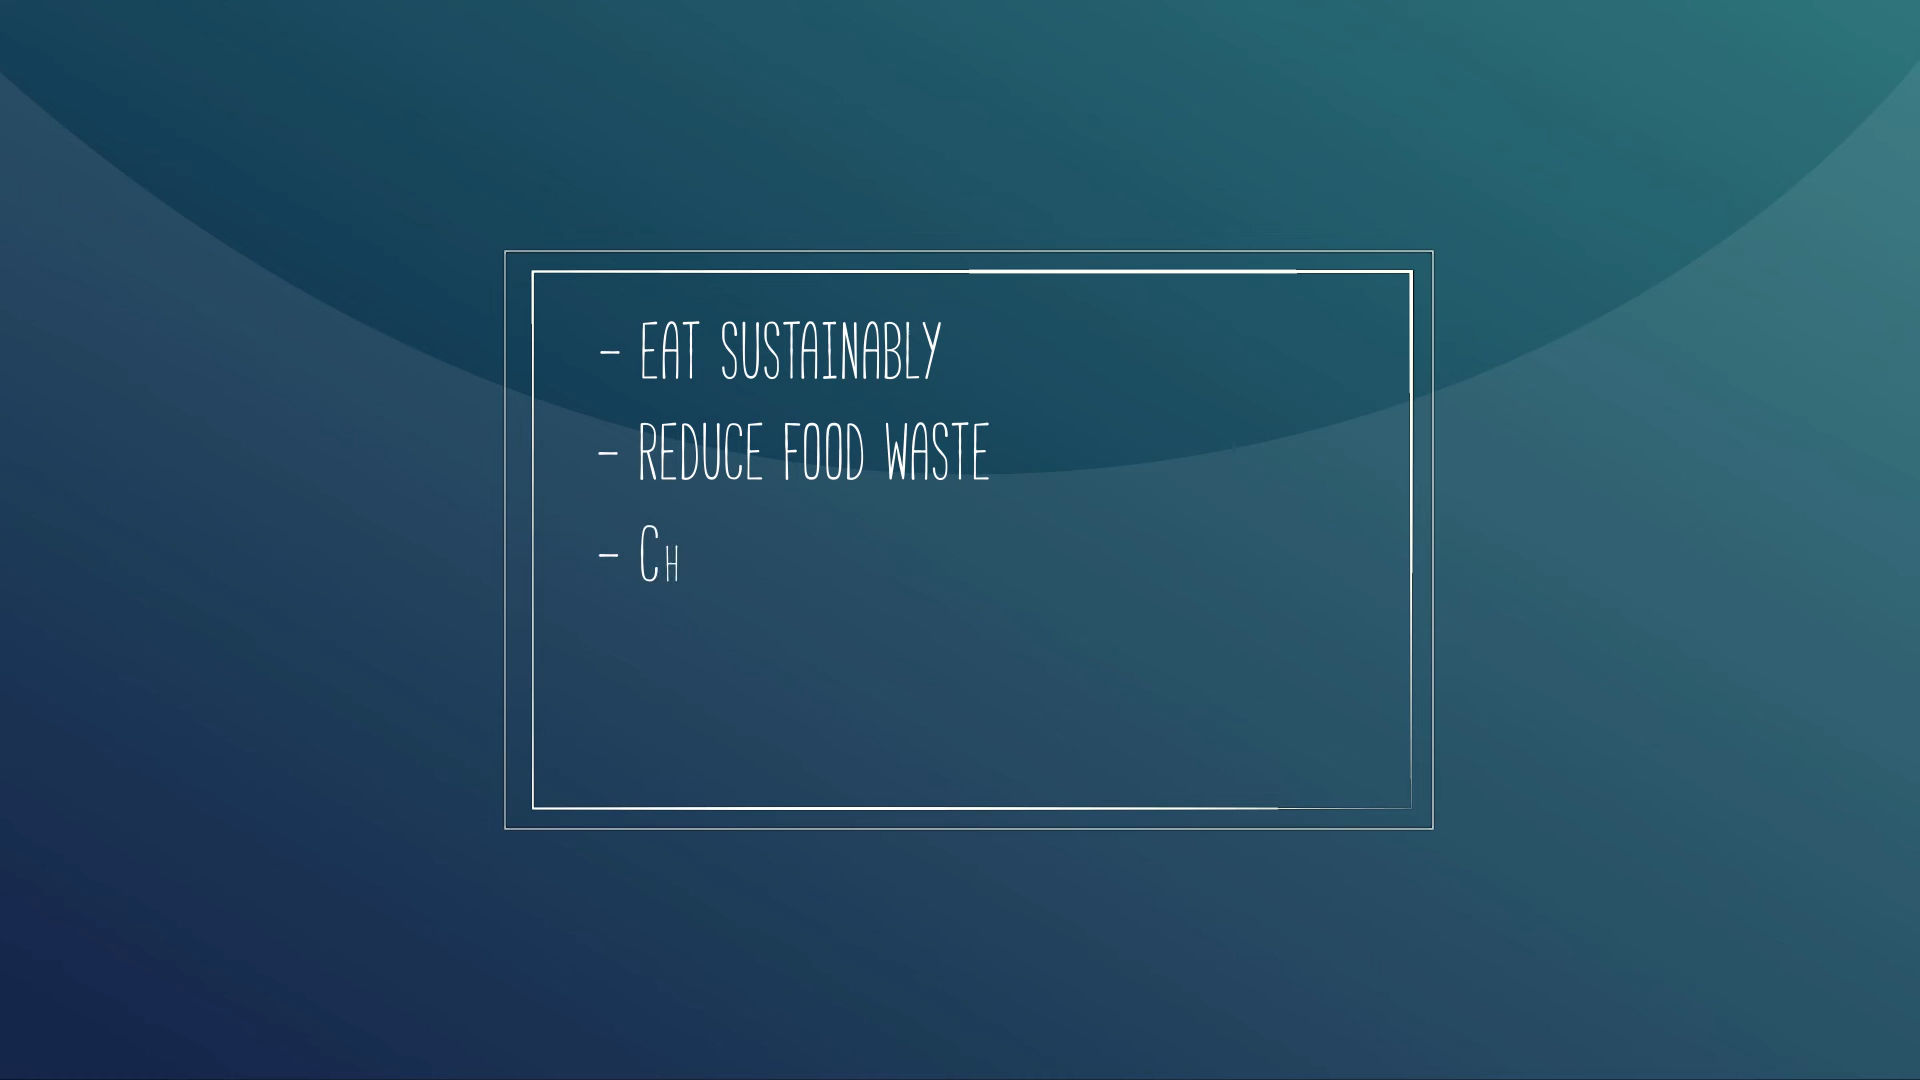 - EAT SUSTAINABLY
- REDUCE FOOD WASTE
- CH